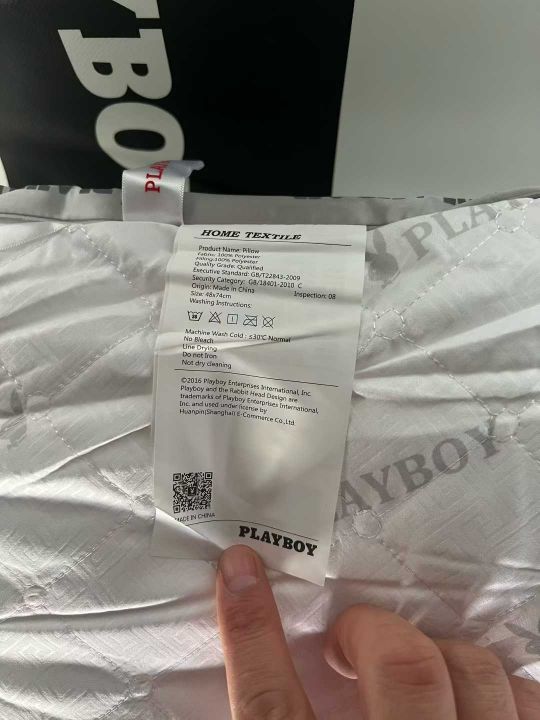 YBO
PLA
HOME TEXTILE
Product Name: Pillow
Fabric: 100% Polyester
Filling:100% Polyester
Quality Grade: Qualified
Executive Standard: GB/T22843-2009
Security Category: GB/18401-2010 C
Origin: Made in China Inspection: 08
Size: 48x74cm
Washing Instructions:
Machine Wash Cold : ≤30℃ Normal
No Bleach
Line Drying
Do not Iron
Not dry cleaning
©2016 Playboy Enterprises International, Inc.
Playboy and the Rabbit Head Design are
trademarks of Playboy Enterprises International,
Inc. and used under license by
Huanpin(Shanghai) E-Commerce Co.,Ltd.
MADE IN CHINA
PLAYBOY
PLAYB
PLAYBOY